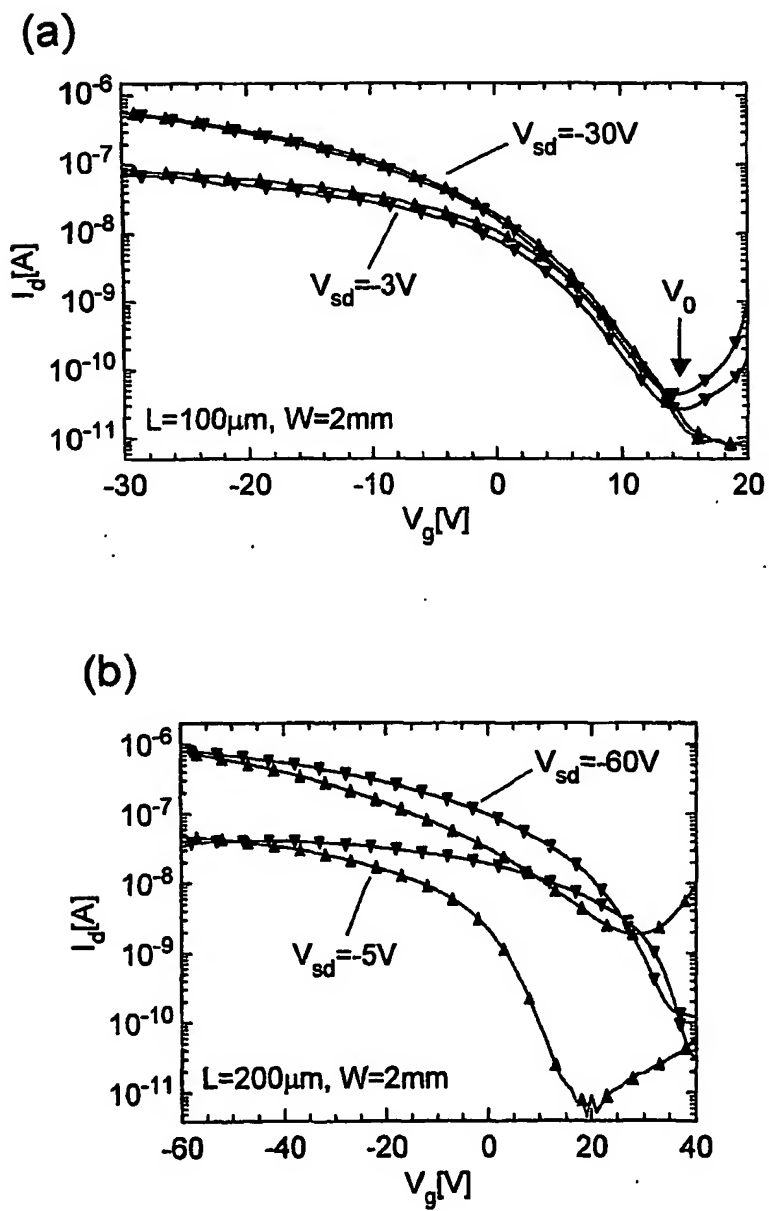 (a)
10⁻⁶
10⁻⁷
10⁻⁸
10⁻⁹
10⁻¹⁰
10⁻¹¹
I_d[A]
V_sd=-30V
V_sd=-3V
V_0
L=100μm, W=2mm
-30 -20 -10 0 10 20
V_g[V]
(b)
10⁻⁶
10⁻⁷
10⁻⁸
10⁻⁹
10⁻¹⁰
10⁻¹¹
I_d[A]
V_sd=-60V
V_sd=-5V
L=200μm, W=2mm
-60 -40 -20 0 20 40
V_g[V]